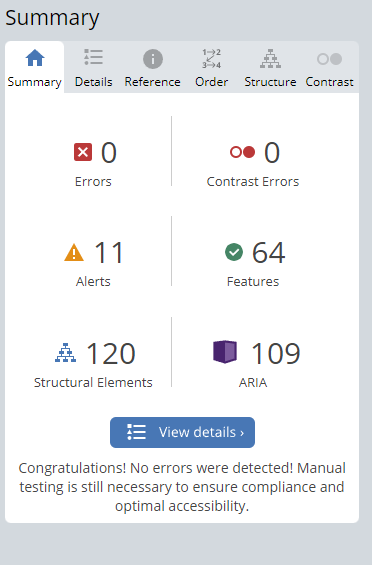 Summary
Summary Details Reference Order Structure Contrast
0 0
Errors Contrast Errors
11 64
Alerts Features
120 109
Structural Elements ARIA
View details ›
Congratulations! No errors were detected! Manual
testing is still necessary to ensure compliance and
optimal accessibility.